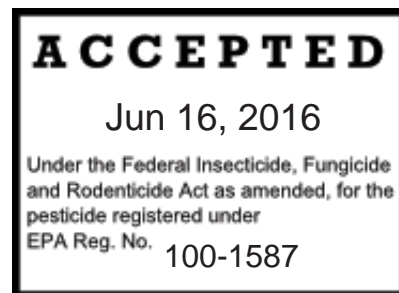 ACCEPTED
Jun 16, 2016
Under the Federal Insecticide, Fungicide
and Rodenticide Act as amended, for the
pesticide registered under
EPA Reg. No. 100-1587